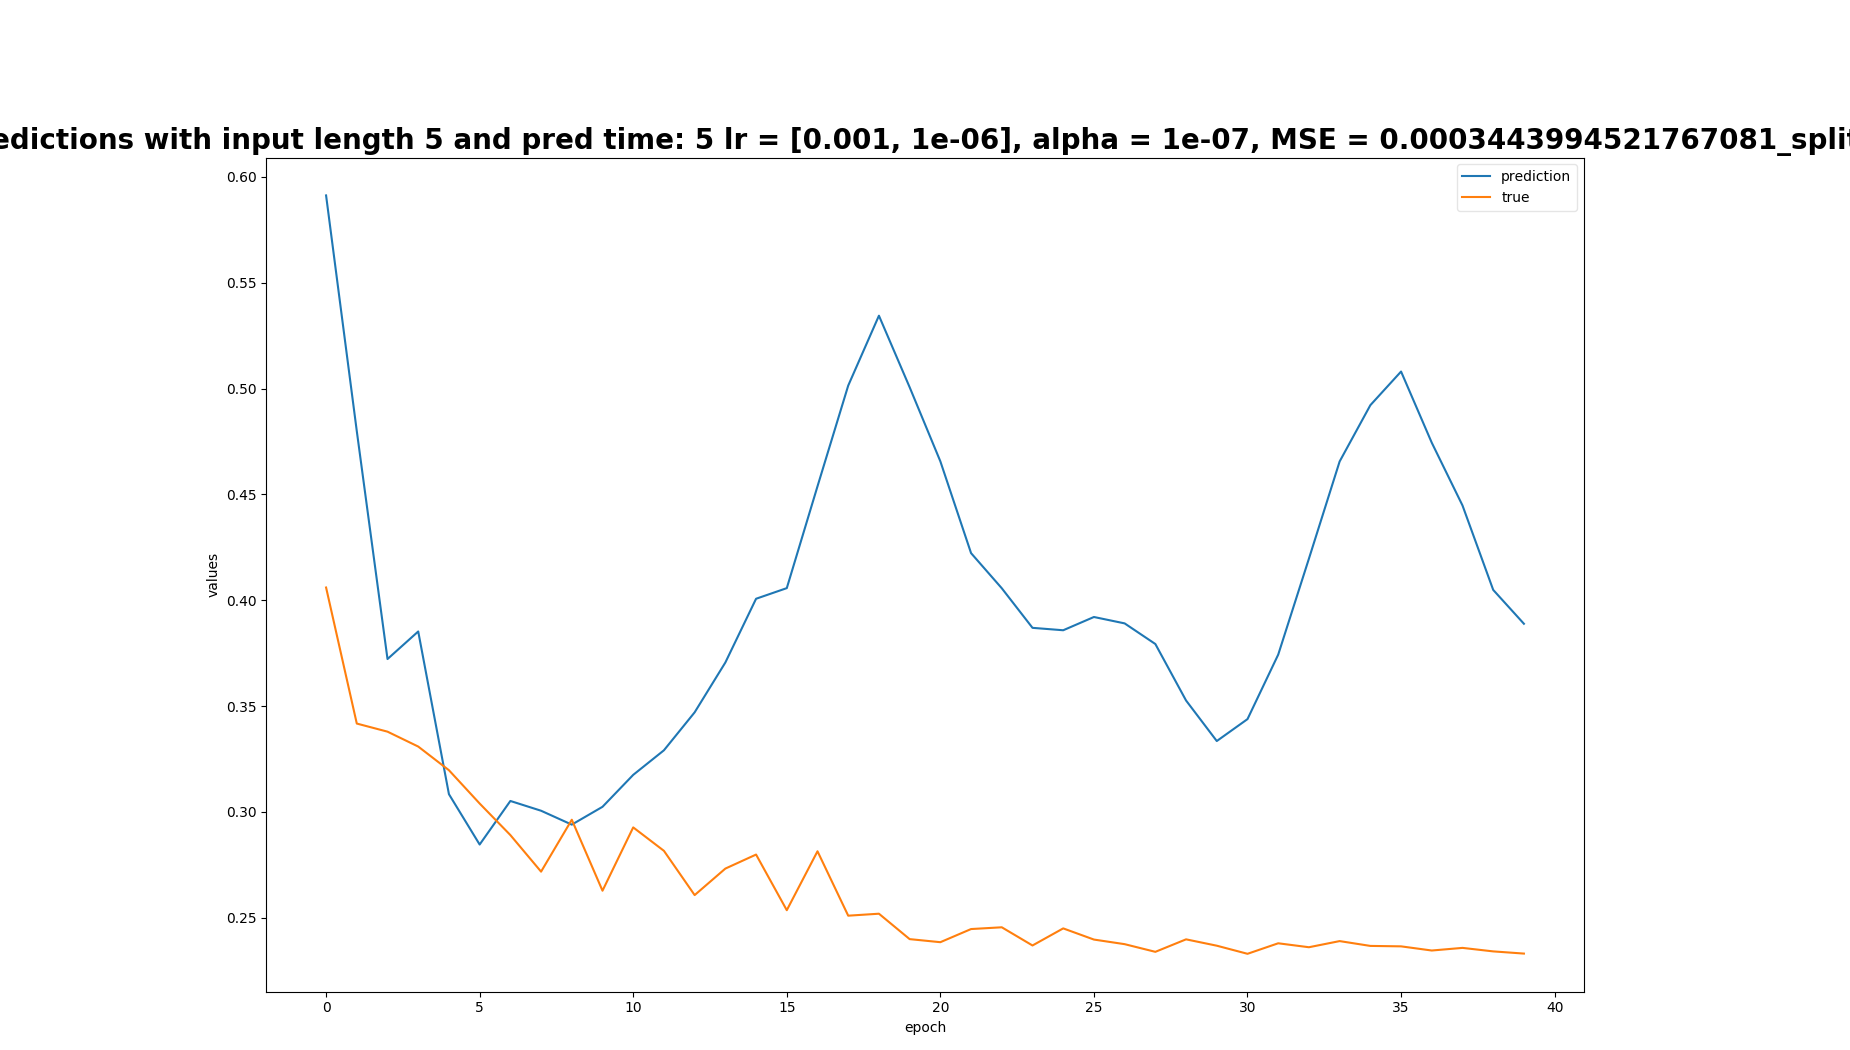 edictions with input length 5 and pred time: 5 lr = [0.001, 1e-06], alpha = 1e-07, MSE = 0.0003443994521767081_split
prediction
true
0.60
0.55
0.50
0.45
0.40
0.35
0.30
0.25
values
0 5 10 15 20 25 30 35 40
epoch